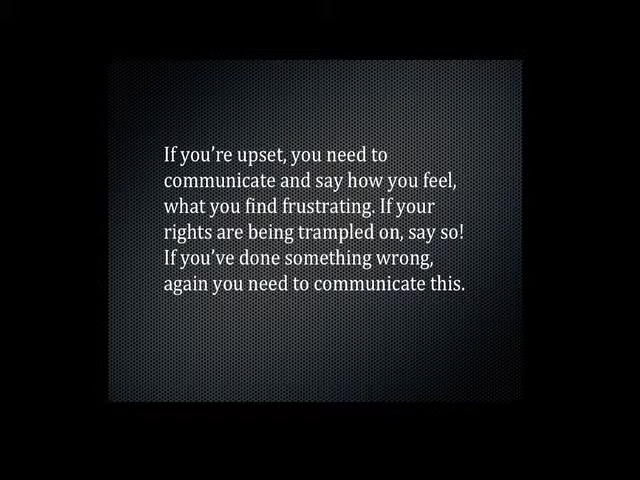 If you’re upset, you need to
communicate and say how you feel,
what you find frustrating. If your
rights are being trampled on, say so!
If you’ve done something wrong,
again you need to communicate this.